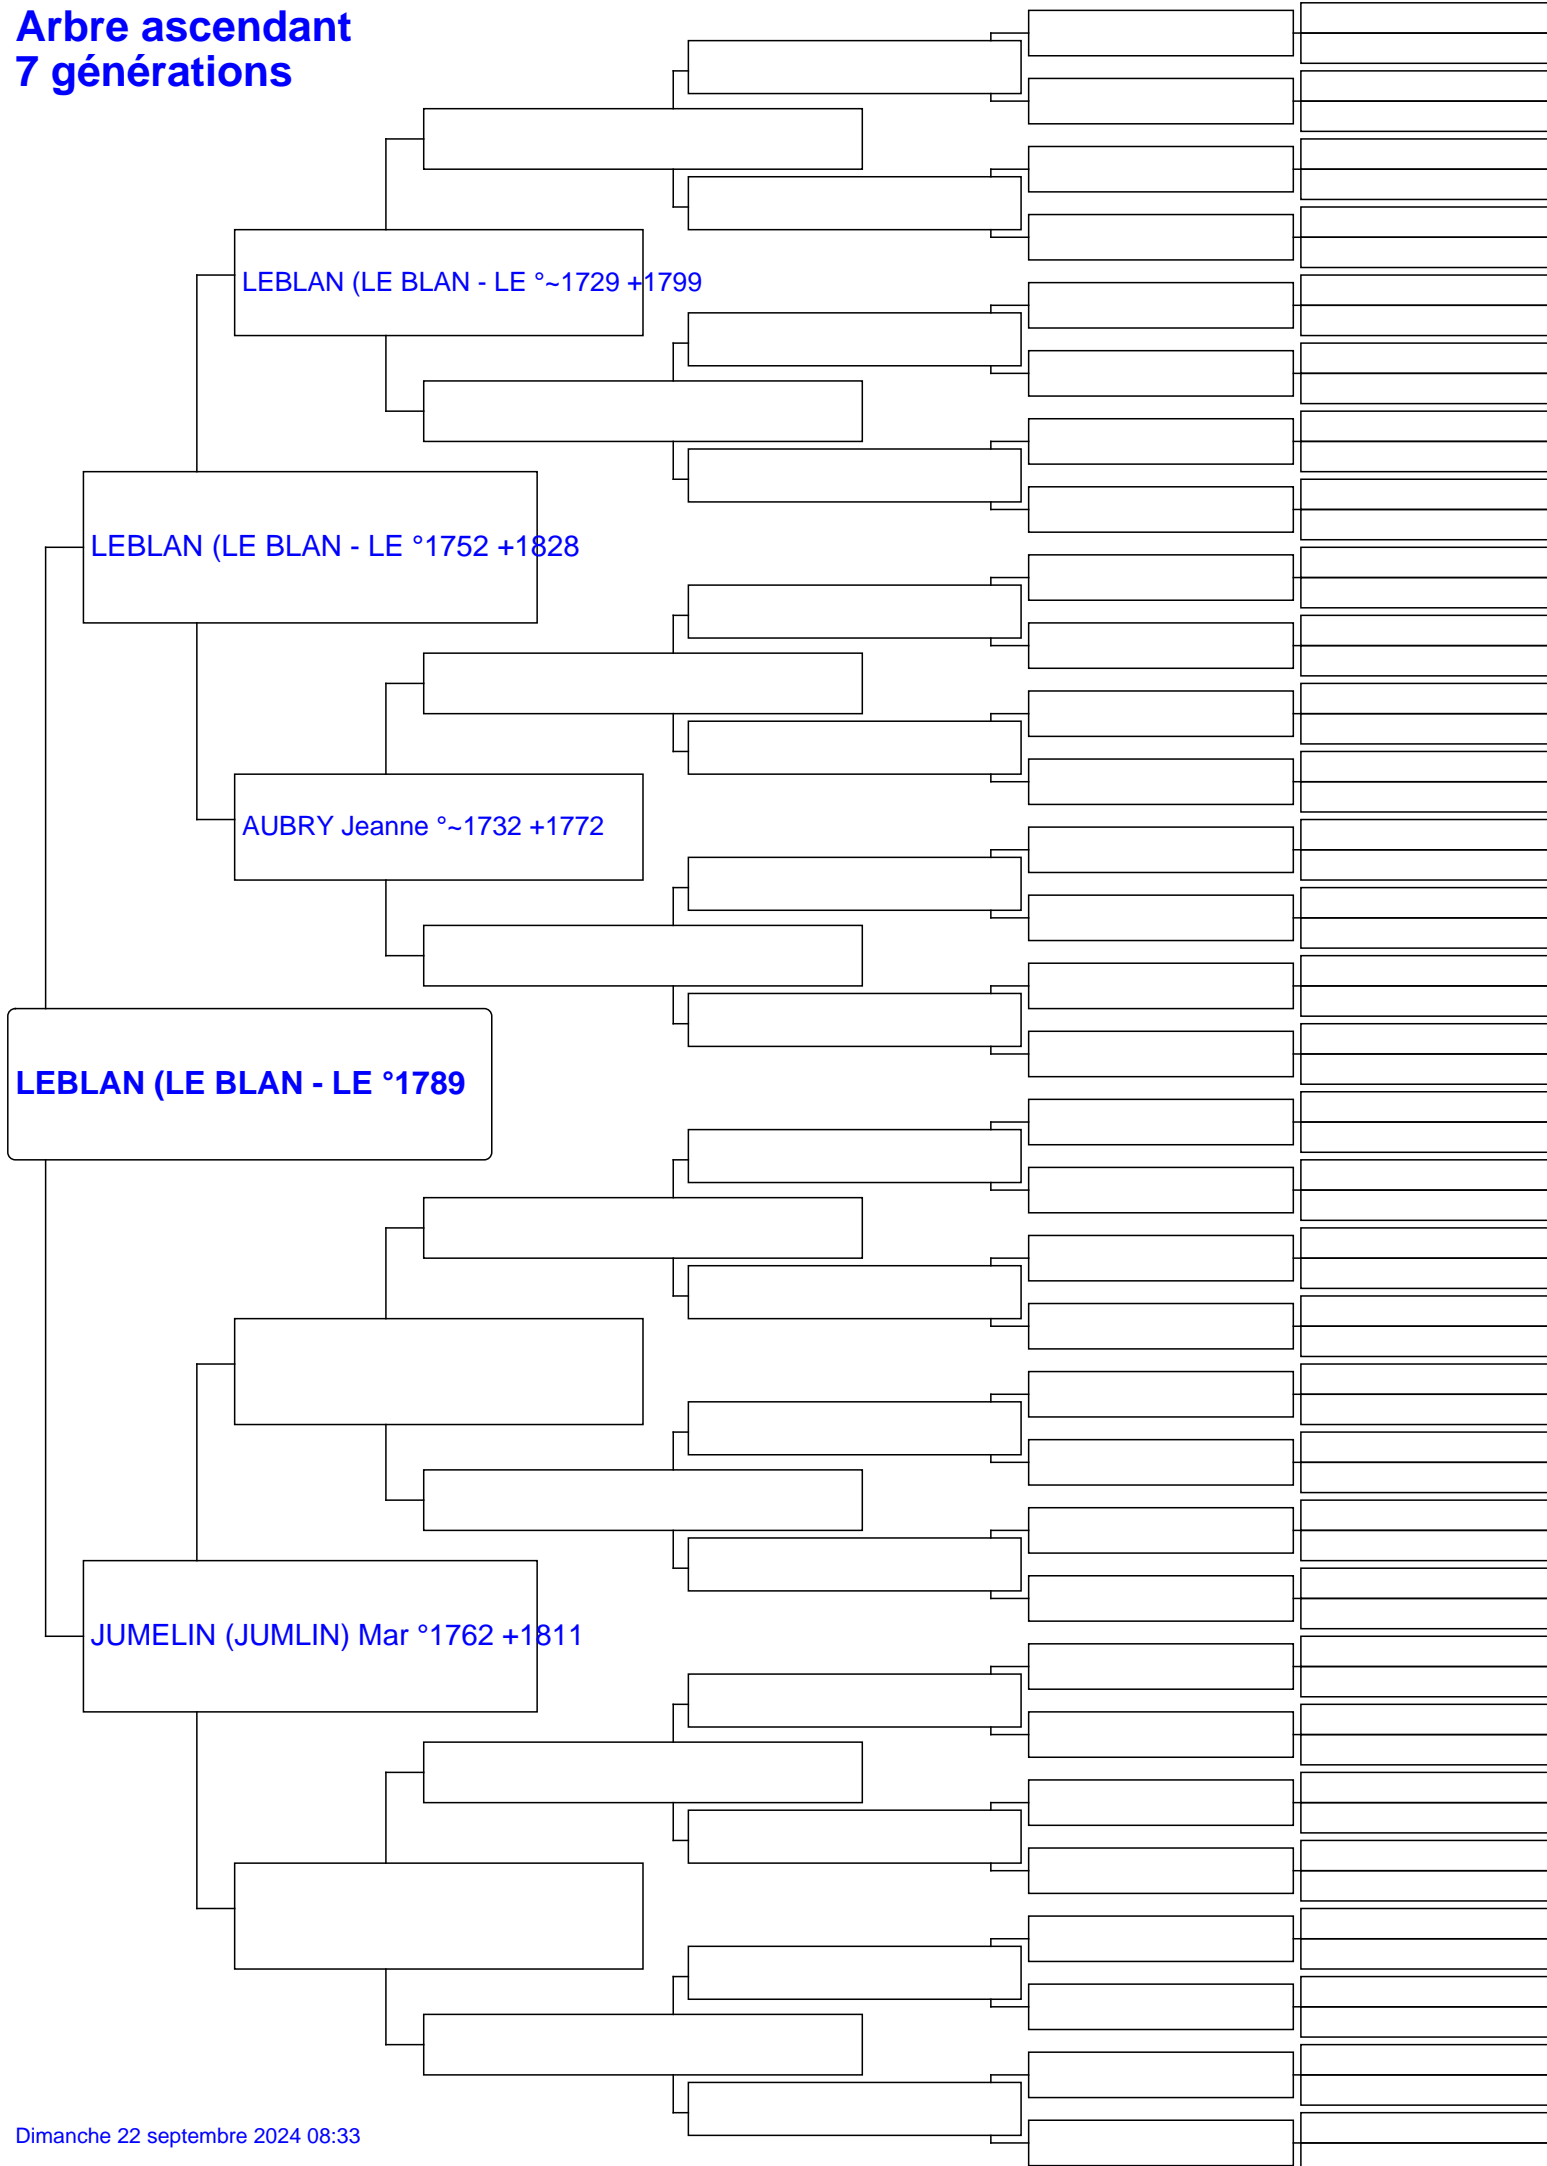 Arbre ascendant
7 générations
LEBLAN (LE BLAN - LE °~1729 +1799
LEBLAN (LE BLAN - LE °1752 +1828
AUBRY Jeanne °~1732 +1772
LEBLAN (LE BLAN - LE °1789
JUMELIN (JUMLIN) Mar °1762 +1811
Dimanche 22 septembre 2024 08:33